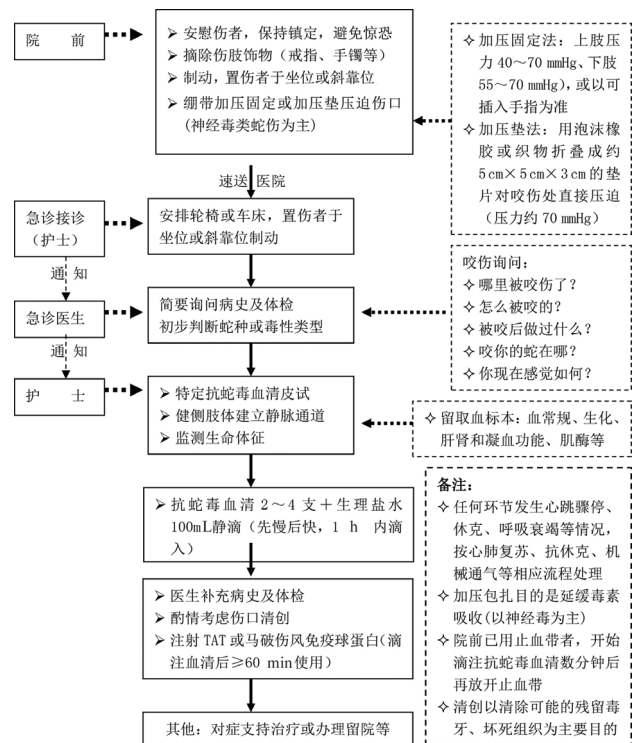 院 前
➢ 安慰伤者，保持镇定，避免惊恐
➢ 摘除伤肢饰物（戒指、手镯等）
➢ 制动，置伤者于坐位或斜靠位
➢ 绷带加压固定或加垫压迫伤口
(神经毒类蛇伤为主)
✧ 加压固定法：上肢压
力 40～70 mmHg、下肢
55～70 mmHg)，或以可
插入手指为准
✧ 加压垫法：用泡沫橡
胶或织物折叠成约
5cm×5cm×3cm 的垫
片对咬伤处直接压迫
（压力约 70 mmHg）
速送 医院
急诊接诊
（护士）
安排轮椅或车床，置伤者于
坐位或斜靠位制动
通 知
急诊医生
简要询问病史及体检
初步判断蛇种或毒性类型
咬伤询问：
✧ 哪里被咬伤了？
✧ 怎么被咬的？
✧ 被咬后做过什么？
✧ 咬你的蛇在哪？
✧ 你现在感觉如何？
通 知
护 士
➢ 特定抗蛇毒血清皮试
➢ 健侧肢体建立静脉通道
➢ 监测生命体征
✧ 留取血标本：血常规、生化、
肝肾和凝血功能、肌酶等
➢ 抗蛇毒血清 2～4 支＋生理盐水
100mL静滴（先慢后快，1 h 内滴
入）
➢ 医生补充病史及体检
➢ 酌情考虑伤口清创
➢ 注射 TAT 或马破伤风免疫球蛋白(滴
注血清后≥60 min使用）
其他：对症支持治疗或办理留院等
备注：
✧ 任何环节发生心跳骤停、
休克、呼吸衰竭等情况，
按心肺复苏、抗休克、机
械通气等相应流程处理
✧ 加压包扎目的是延缓毒素
吸收(以神经毒为主)
✧ 院前已用止血带者，开始
滴注抗蛇毒血清数分钟后
再放开止血带
✧ 清创以清除可能的残留毒
牙、坏死组织为主要目的